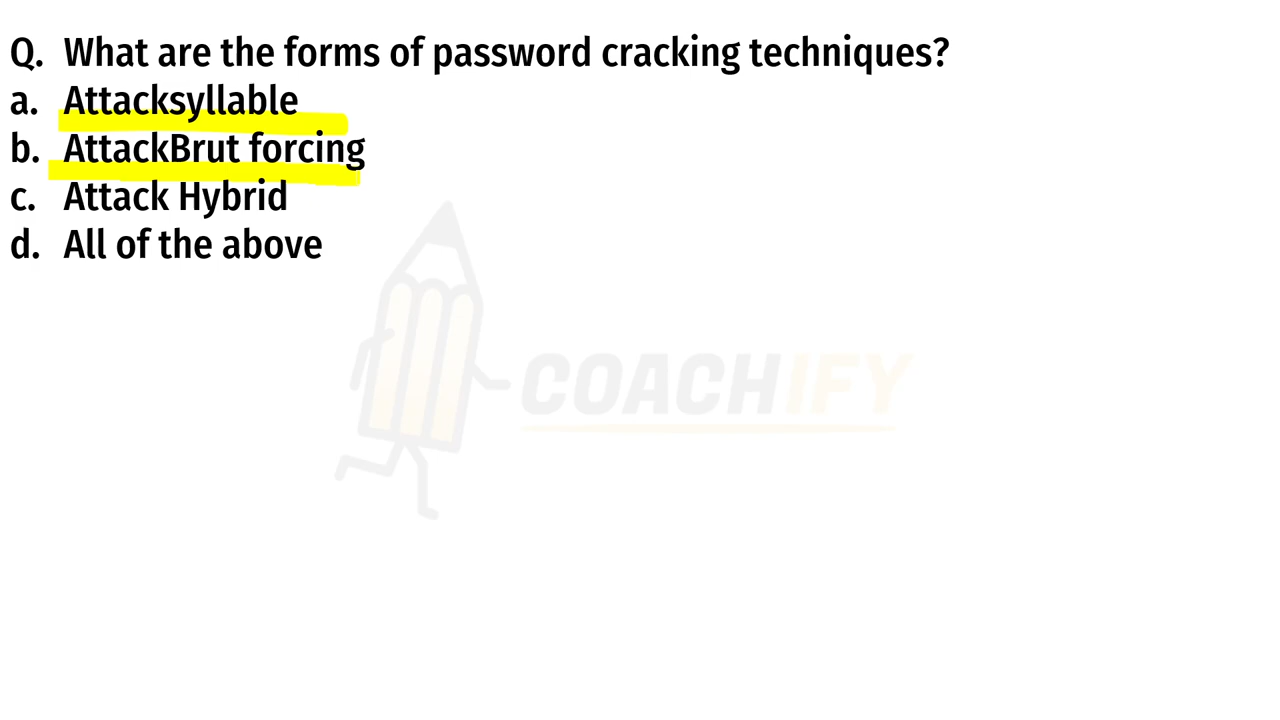 Q. What are the forms of password cracking techniques?
a. Attacksyllable
b. AttackBrut forcing
c. Attack Hybrid
d. All of the above
COACHIFY